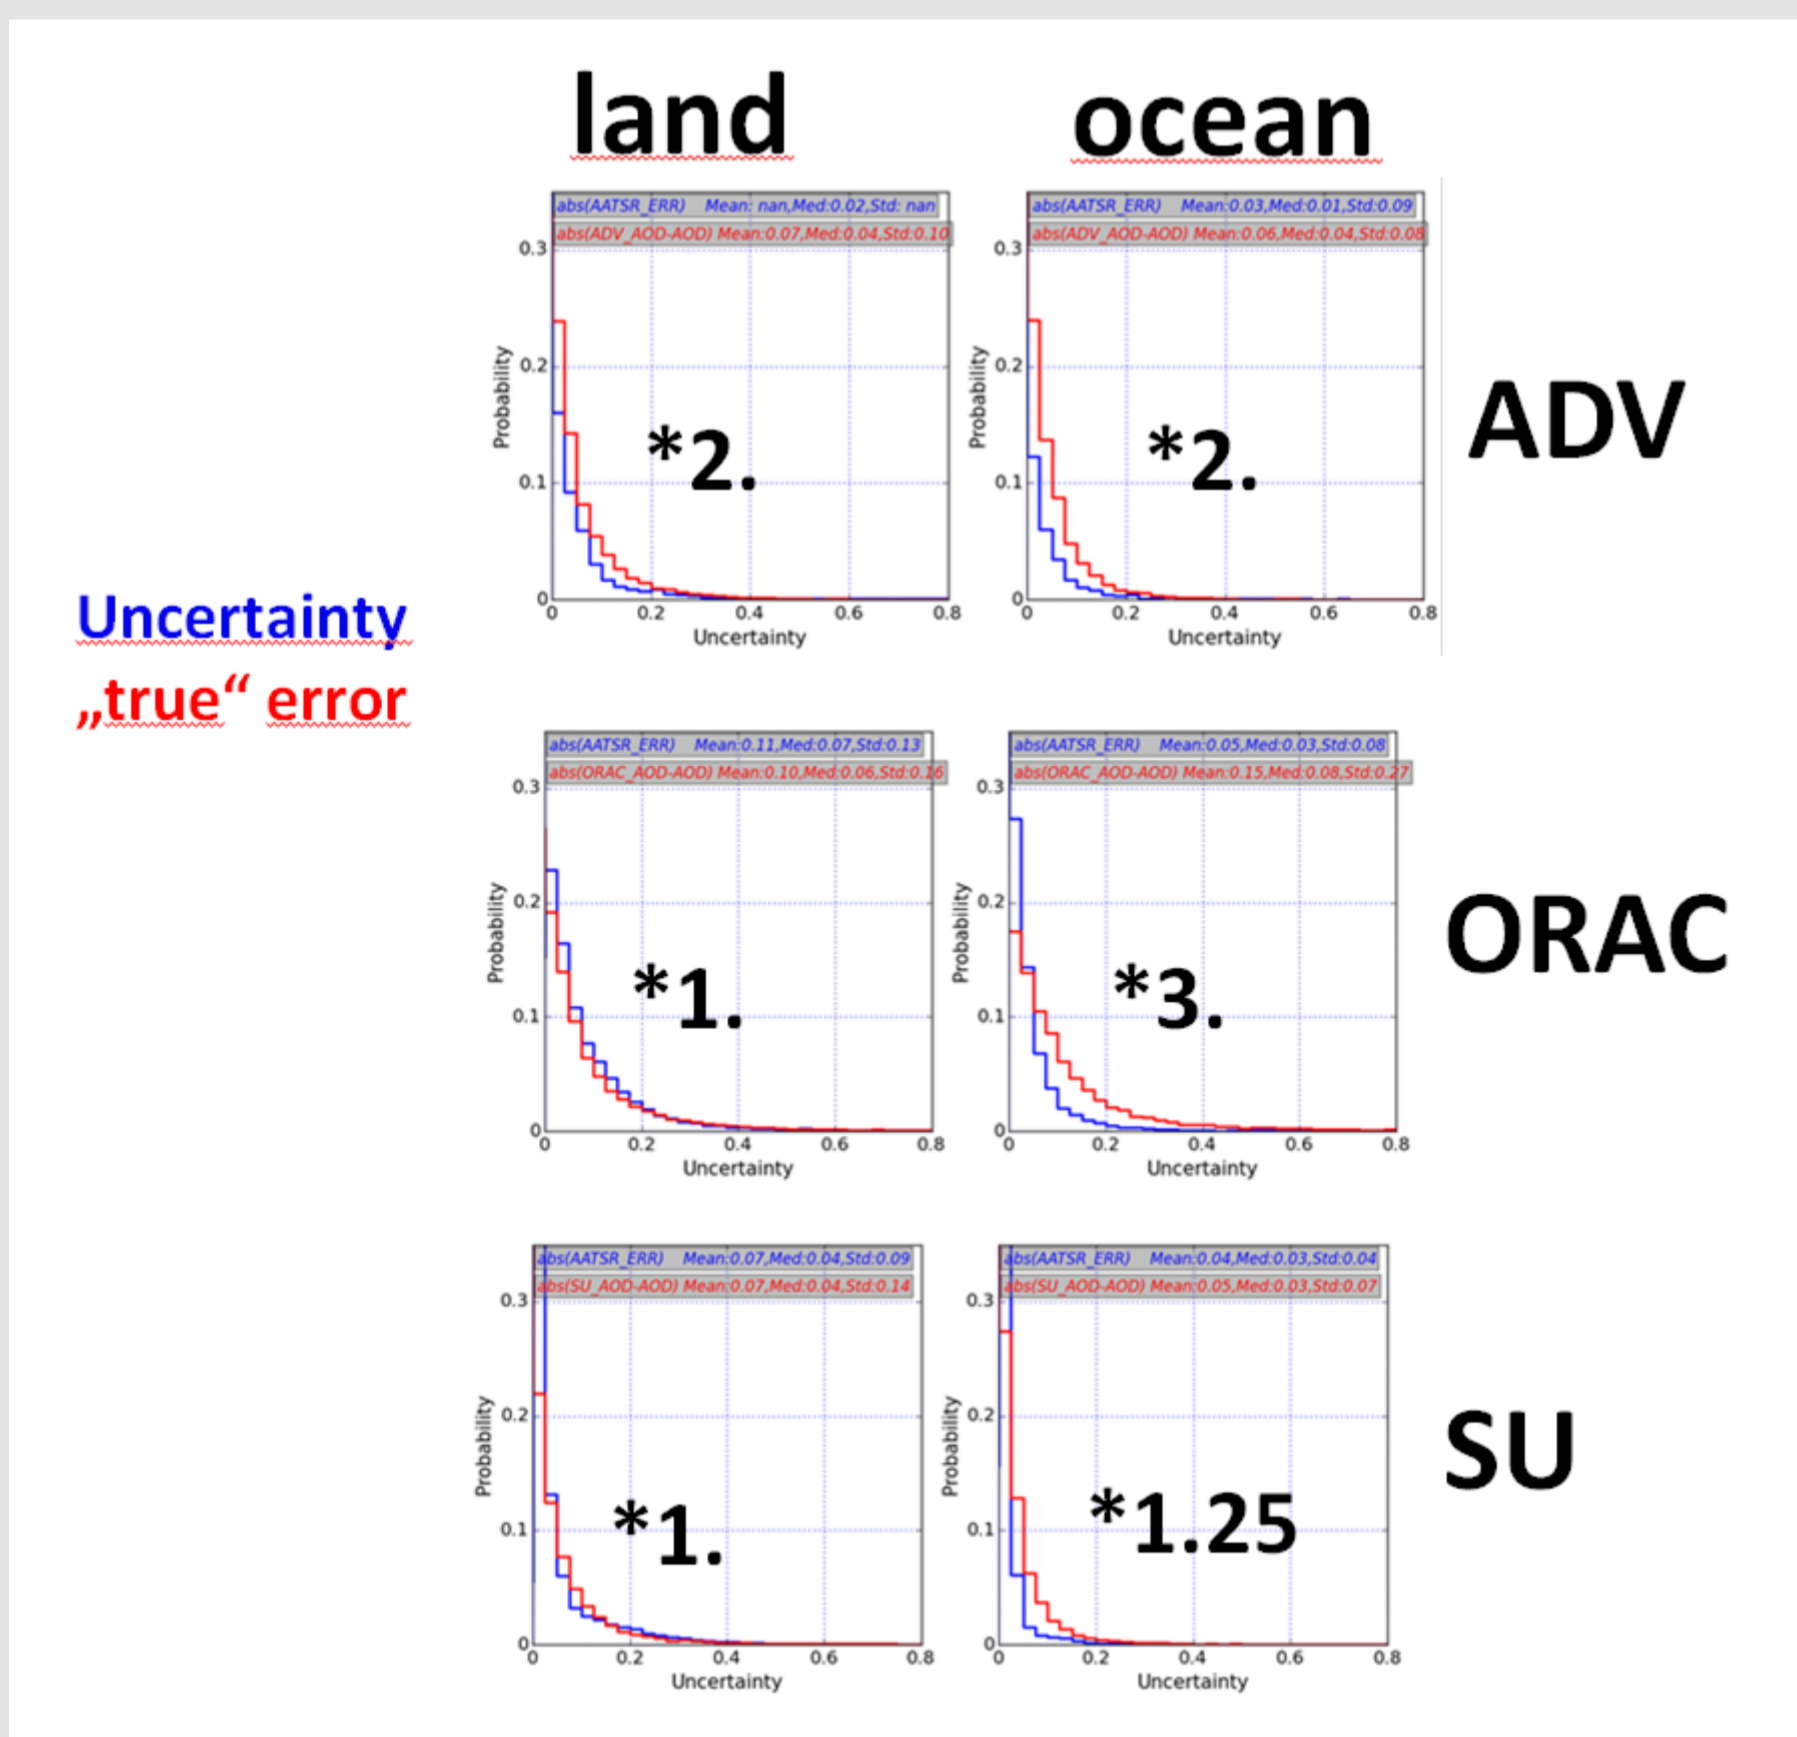 land
ocean
abs(AATSR_ERR) Mean: nan,Med:0.02,Std: nan
abs(ADV_AOD-AOD) Mean:0.07,Med:0.04,Std:0.10
0.3
0.2
0.1
0
Probability
0 0.2 0.4 0.6 0.8
Uncertainty
*2.
abs(AATSR_ERR) Mean:0.03,Med:0.01,Std:0.09
abs(ADV_AOD-AOD) Mean:0.06,Med:0.04,Std:0.08
0.3
0.2
0.1
0
Probability
0 0.2 0.4 0.6 0.8
Uncertainty
*2.
ADV
Uncertainty
„true“ error
abs(AATSR_ERR) Mean:0.11,Med:0.07,Std:0.13
abs(ORAC_AOD-AOD) Mean:0.10,Med:0.06,Std:0.16
0.3
0.2
0.1
0
Probability
0 0.2 0.4 0.6 0.8
Uncertainty
*1.
abs(AATSR_ERR) Mean:0.05,Med:0.03,Std:0.08
abs(ORAC_AOD-AOD) Mean:0.15,Med:0.08,Std:0.27
0.3
0.2
0.1
0
Probability
0 0.2 0.4 0.6 0.8
Uncertainty
*3.
ORAC
abs(AATSR_ERR) Mean:0.07,Med:0.04,Std:0.09
abs(SU_AOD-AOD) Mean:0.07,Med:0.04,Std:0.14
0.3
0.2
0.1
0
Probability
0 0.2 0.4 0.6 0.8
Uncertainty
*1.
abs(AATSR_ERR) Mean:0.04,Med:0.03,Std:0.04
abs(SU_AOD-AOD) Mean:0.05,Med:0.03,Std:0.07
0.3
0.2
0.1
0
Probability
0 0.2 0.4 0.6 0.8
Uncertainty
*1.25
SU